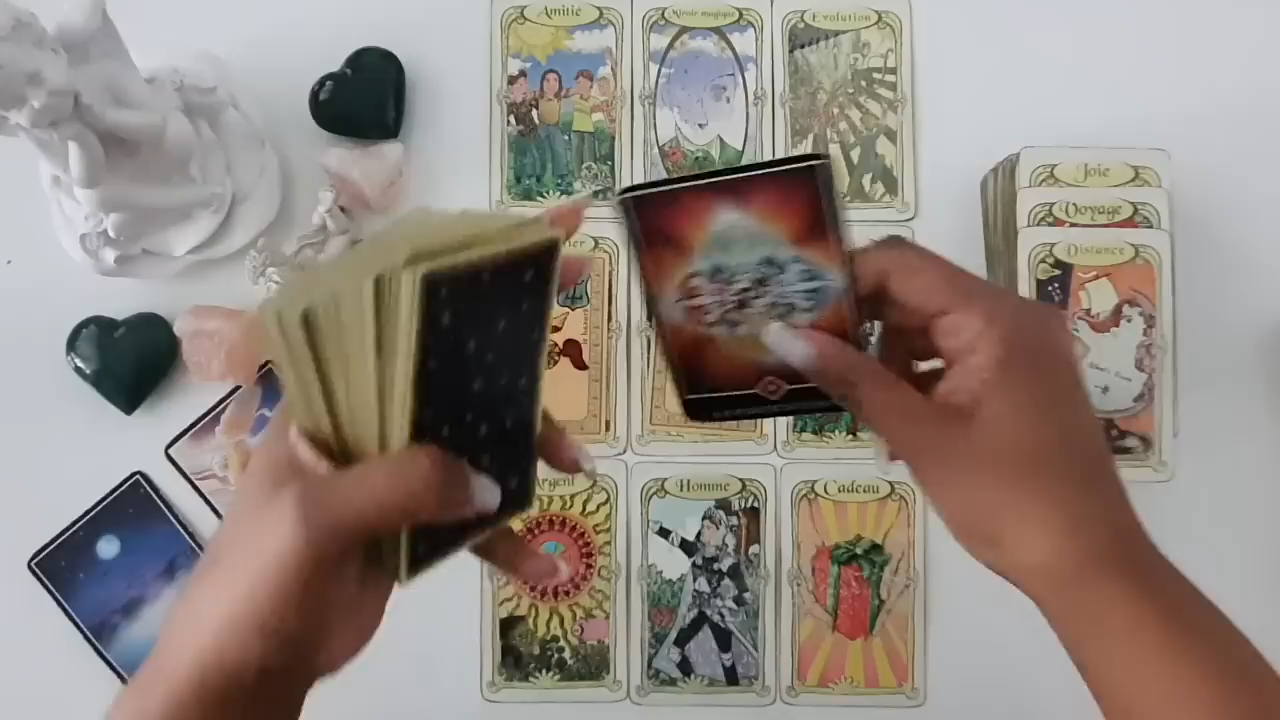 Amitié
Miroir magique
Evolution
Joie
Voyage
Distance
Argent
Homme
Cadeau